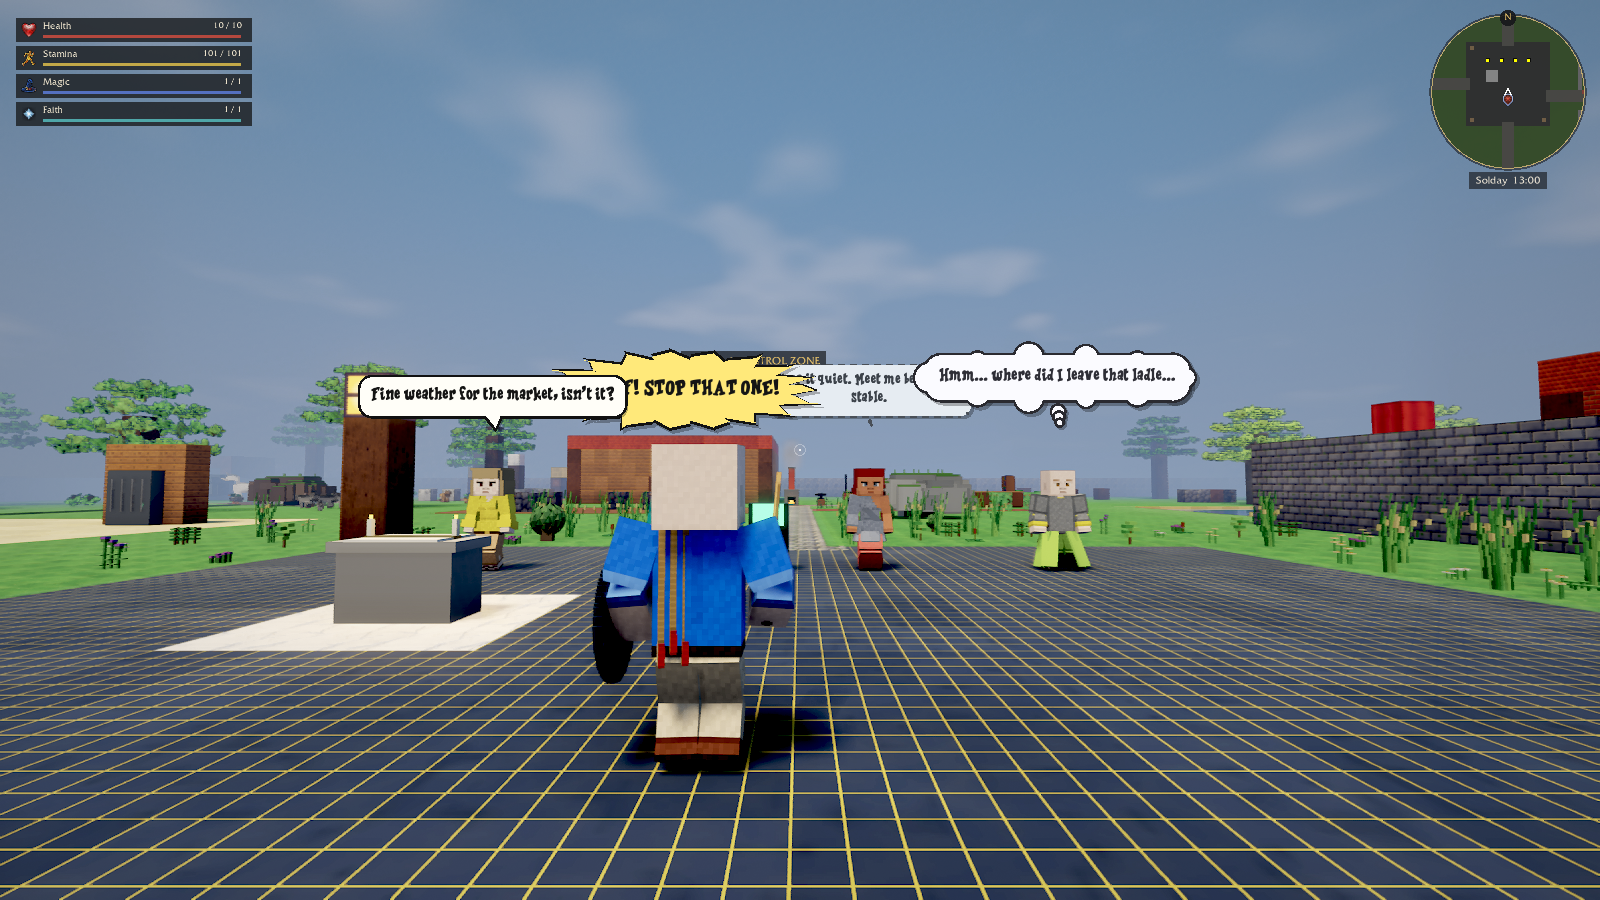 Health 10 / 10
Stamina 101 / 101
Magic 1 / 1
Faith 1 / 1
N
Solday 13:00
ZONE
Fine weather for the market, isn't it?
STOP THAT ONE!
quiet. Meet me
stable.
Hmm... where did I leave that ladle...